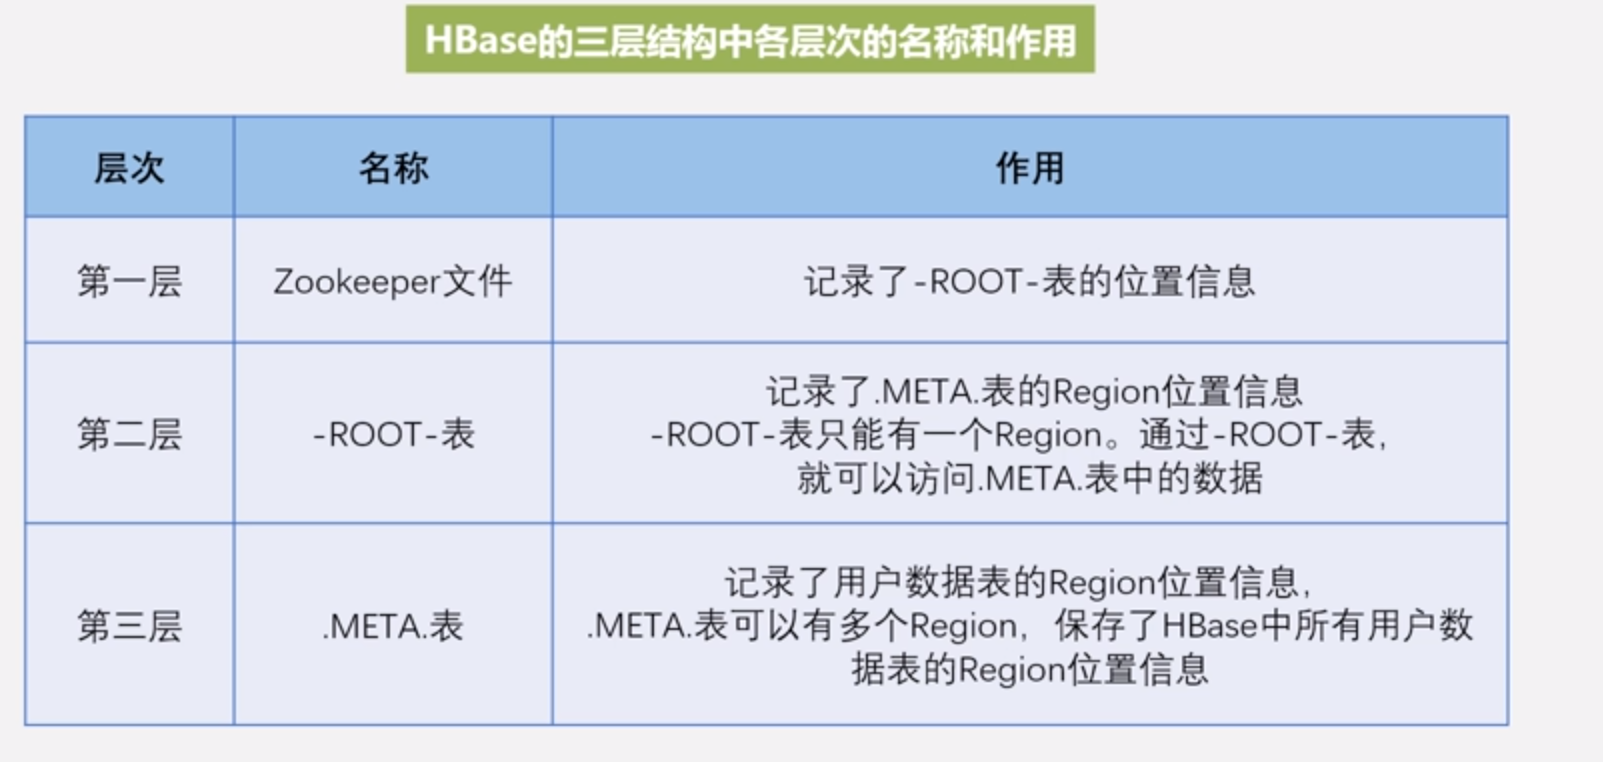 HBase的三层结构中各层次的名称和作用
层次 名称 作用
第一层 Zookeeper文件 记录了-ROOT-表的位置信息
第二层 -ROOT-表 记录了.META.表的Region位置信息
-ROOT-表只能有一个Region。通过-ROOT-表，
就可以访问.META.表中的数据
第三层 .META.表 记录了用户数据表的Region位置信息，
.META.表可以有多个Region，保存了HBase中所有用户数
据表的Region位置信息